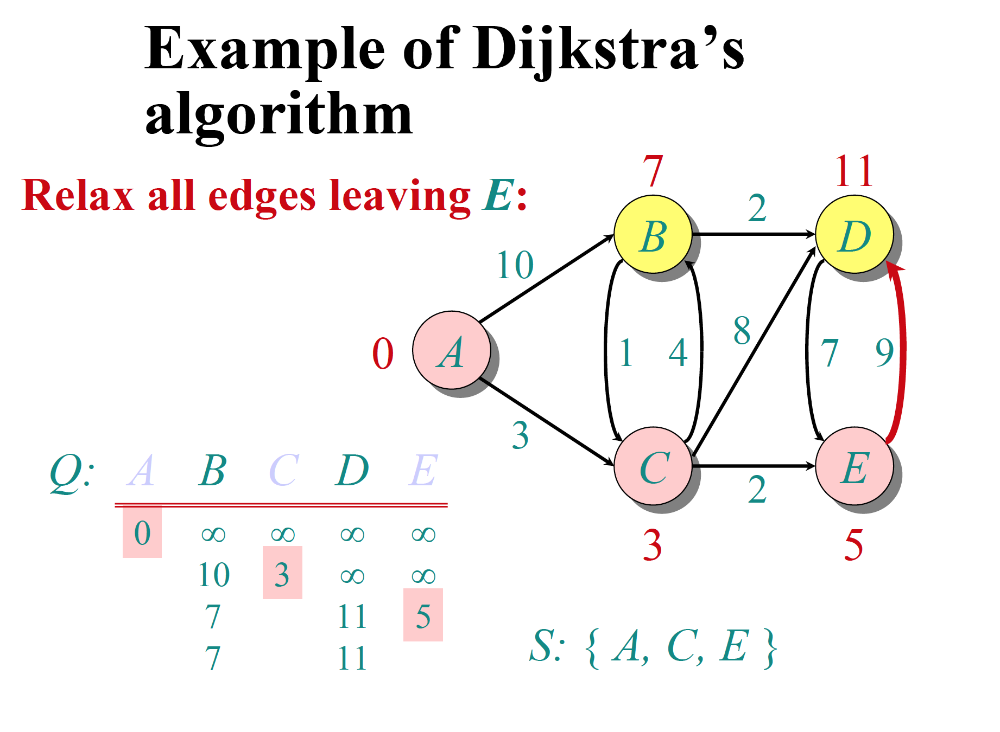 Example of Dijkstra’s
algorithm
Relax all edges leaving E:
7
11
B
2
D
10
A
0
1
4
8
7
9
3
C
2
E
3
5
Q: A B C D E
0 ∞ ∞ ∞ ∞
10 3 ∞ ∞
7 11 5
7 11
S: { A, C, E }